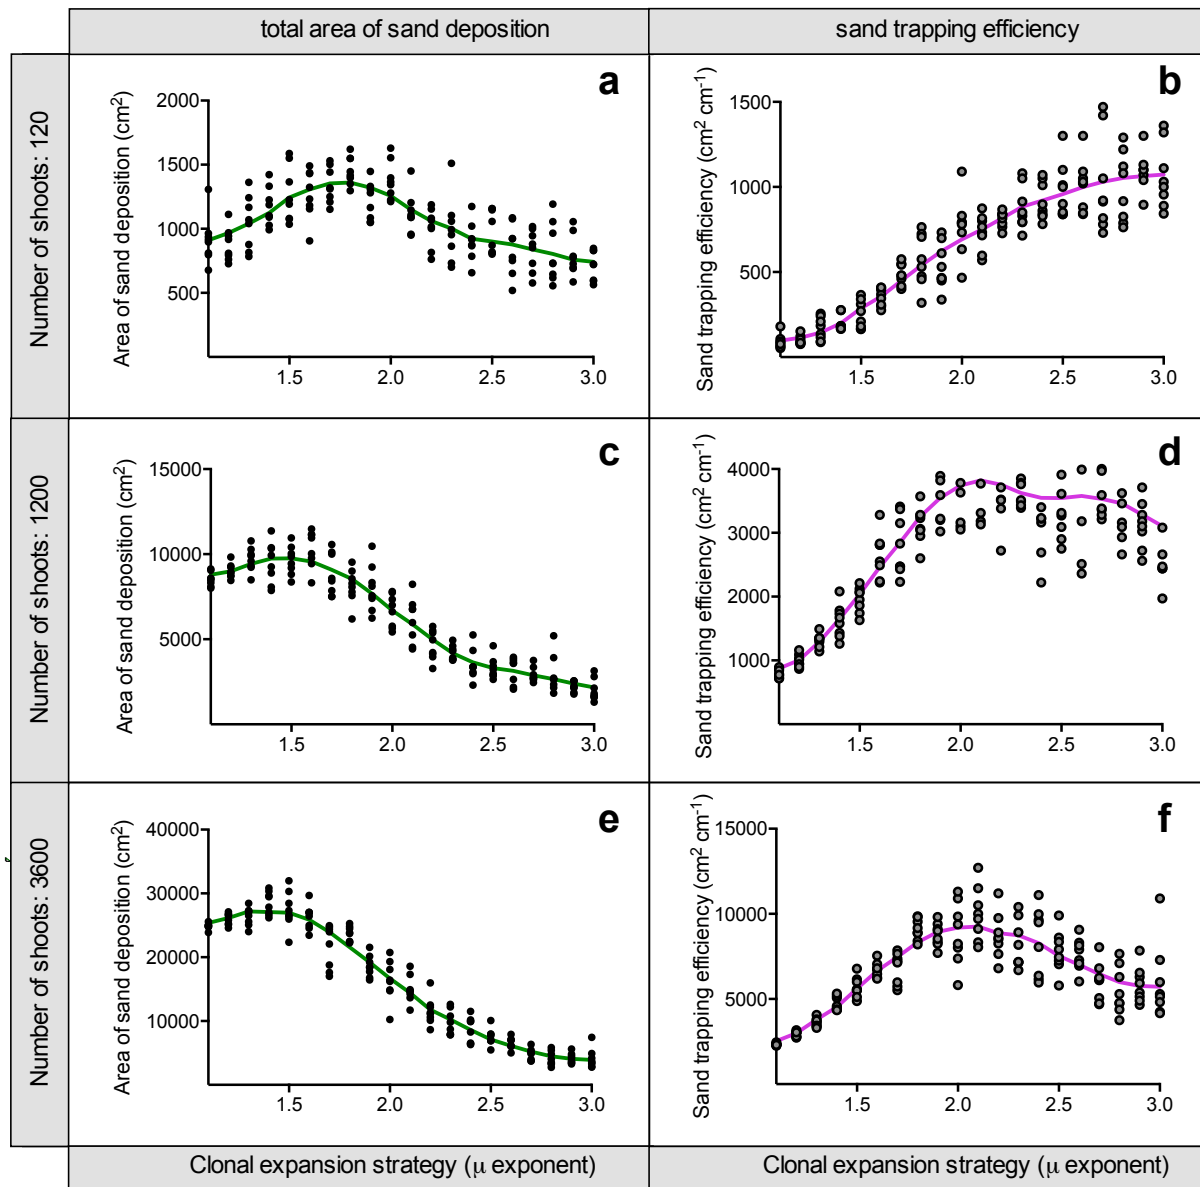 total area of sand deposition
sand trapping efficiency
Number of shoots: 120
a
Area of sand deposition (cm²)
2000
1500
1000
500
1.5 2.0 2.5 3.0
b
Sand trapping efficiency (cm² cm⁻¹)
1500
1000
500
1.5 2.0 2.5 3.0
Number of shoots: 1200
c
Area of sand deposition (cm²)
15000
10000
5000
1.5 2.0 2.5 3.0
d
Sand trapping efficiency (cm² cm⁻¹)
4000
3000
2000
1000
1.5 2.0 2.5 3.0
Number of shoots: 3600
e
Area of sand deposition (cm²)
40000
30000
20000
10000
1.5 2.0 2.5 3.0
f
Sand trapping efficiency (cm² cm⁻¹)
15000
10000
5000
1.5 2.0 2.5 3.0
Clonal expansion strategy (μ exponent)
Clonal expansion strategy (μ exponent)